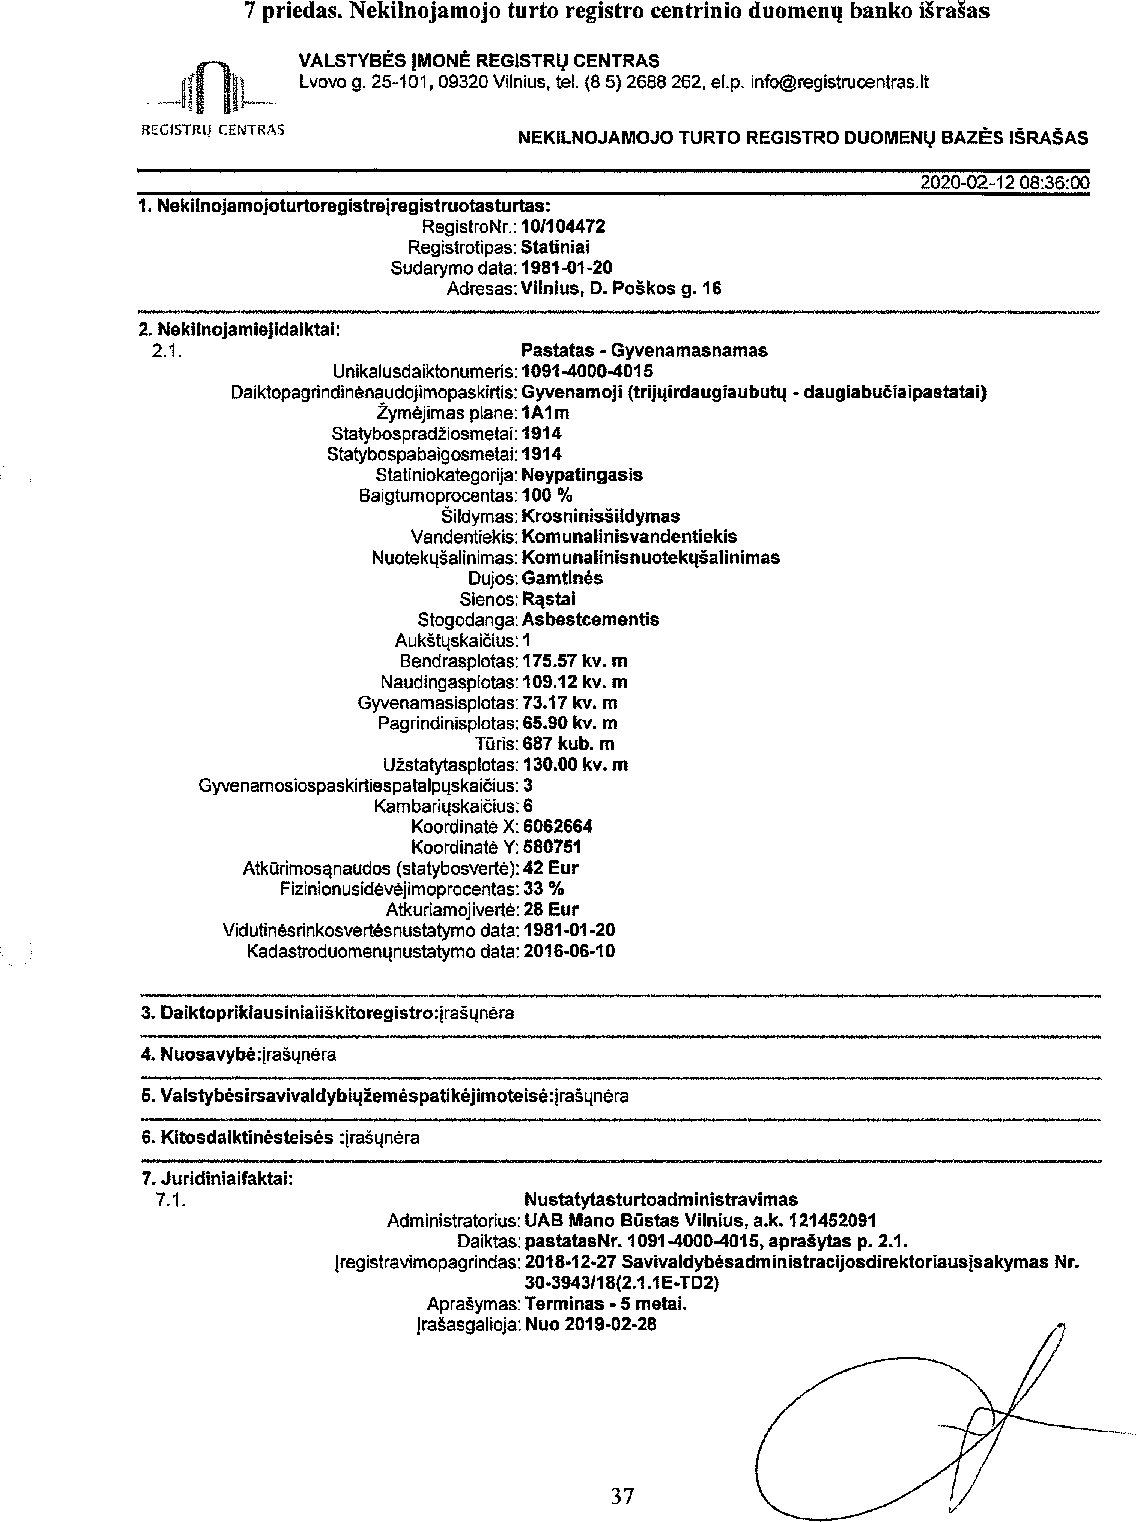 7 priedas. Nekilnojamojo turto registro centrinio duomenų banko išrašas
VALSTYBĖS ĮMONĖ REGISTRŲ CENTRAS
Lvovo g. 25-101, 09320 Vilnius, tel. (8 5) 2688 262, el.p. info@registrucentras.lt
REGISTRŲ CENTRAS
NEKILNOJAMOJO TURTO REGISTRO DUOMENŲ BAZĖS IŠRAŠAS
2020-02-12 08:36:00
1. Nekilnojamojoturtoregistreįregistruotasturtas:
RegistroNr.: 10/104472
Registrotipas: Statiniai
Sudarymo data: 1981-01-20
Adresas: Vilnius, D. Poškos g. 16
2. Nekilnojamiejidaiktai:
2.1. Pastatas - Gyvenamasnamas
Unikalusdaiktonumeris: 1091-4000-4015
Daiktopagrindinėnaudojimopaskirtis: Gyvenamoji (trijųirdaugiaubutų - daugiabučiaipastatai)
Žymėjimas plane: 1A1m
Statybospradžiosmetai: 1914
Statybospabaigosmetai: 1914
Statiniokategorija: Neypatingasis
Baigtumoprocentas: 100 %
Šildymas: Krosninisšildymas
Vandentiekis: Komunalinisvandentiekis
Nuotekųšalinimas: Komunalinisnuotekųšalinimas
Dujos: Gamtinės
Sienos: Rąstai
Stogodanga: Asbestcementis
Aukštųskaičius: 1
Bendrasplotas: 175.57 kv. m
Naudingasplotas: 109.12 kv. m
Gyvenamasisplotas: 73.17 kv. m
Pagrindinisplotas: 65.90 kv. m
Tūris: 687 kub. m
Užstatytasplotas: 130.00 kv. m
Gyvenamosiospaskirtiespatalpųskaičius: 3
Kambariųskaičius: 6
Koordinatė X: 6062664
Koordinatė Y: 580751
Atkūrimosąnaudos (statybosvertė): 42 Eur
Fizinionusidėvėjimoprocentas: 33 %
Atkuriamojivertė: 28 Eur
Vidutinėsrinkosvertėsnustatymo data: 1981-01-20
Kadastroduomenųnustatymo data: 2016-06-10
3. Daiktopriklausiniaiiškitoregistro:įrašųnėra
4. Nuosavybė:įrašųnėra
5. Valstybėsirsavivaldybiųžemėspatikėjimoteisė:įrašųnėra
6. Kitosdaiktinėsteisės :įrašųnėra
7. Juridiniaifaktai:
7.1. Nustatytasturtoadministravimas
Administratorius: UAB Mano Būstas Vilnius, a.k. 121452091
Daiktas: pastatasNr. 1091-4000-4015, aprašytas p. 2.1.
Įregistravimopagrindas: 2018-12-27 Savivaldybėsadministracijosdirektoriausįsakymas Nr.
30-3943/18(2.1.1E-TD2)
Aprašymas: Terminas - 5 metai.
Įrašasgalioja: Nuo 2019-02-28
37